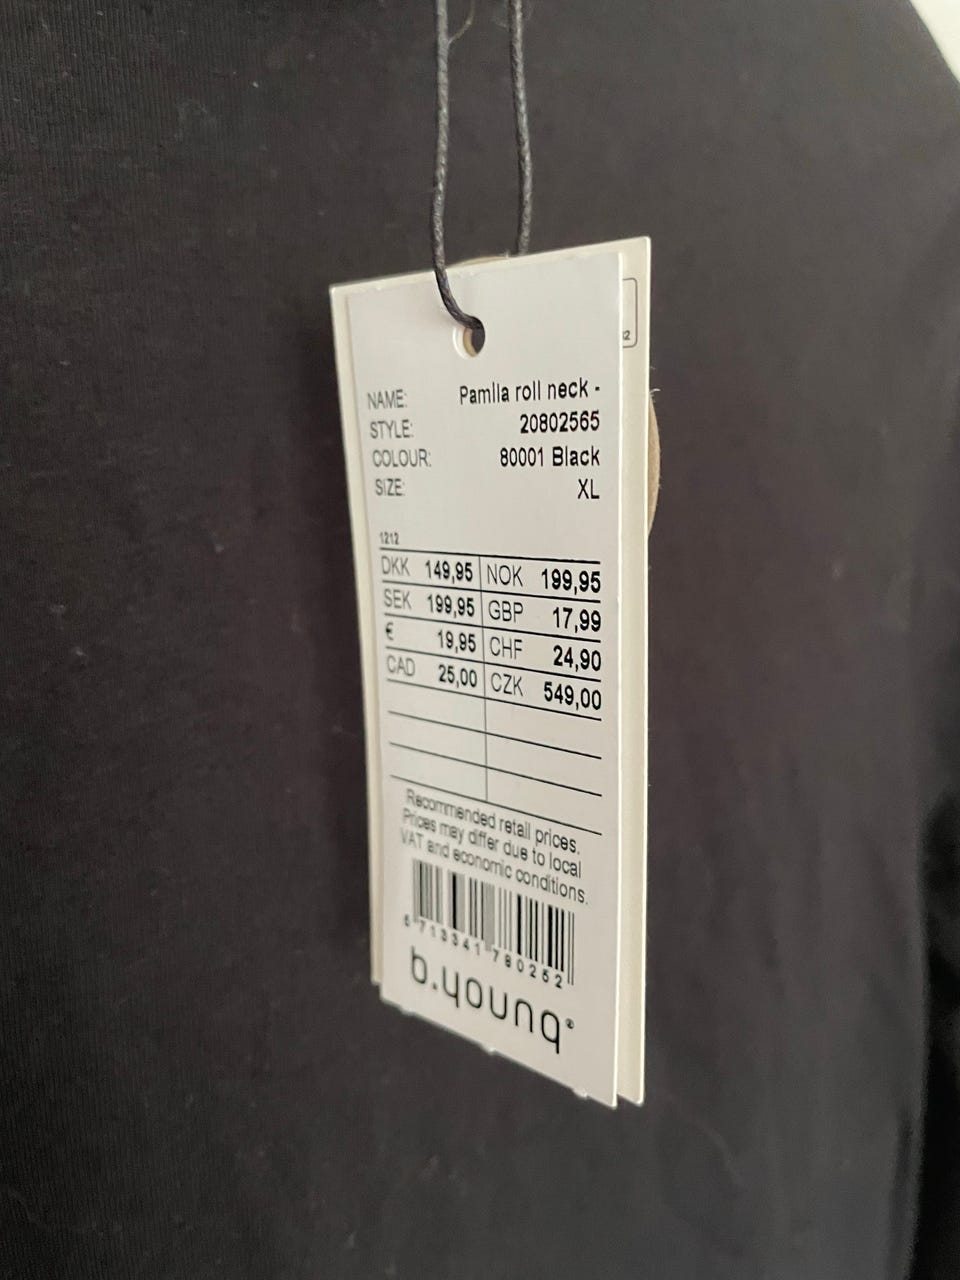 NAME: Pamila roll neck -
STYLE: 20802565
COLOUR: 80001 Black
SIZE: XL
1212
DKK 149,95 NOK 199,95
SEK 199,95 GBP 17,99
€ 19,95 CHF 24,90
CAD 25,00 CZK 549,00
Recommended retail prices.
Prices may differ due to local
VAT and economic conditions.
5 713341 780252
b.young®